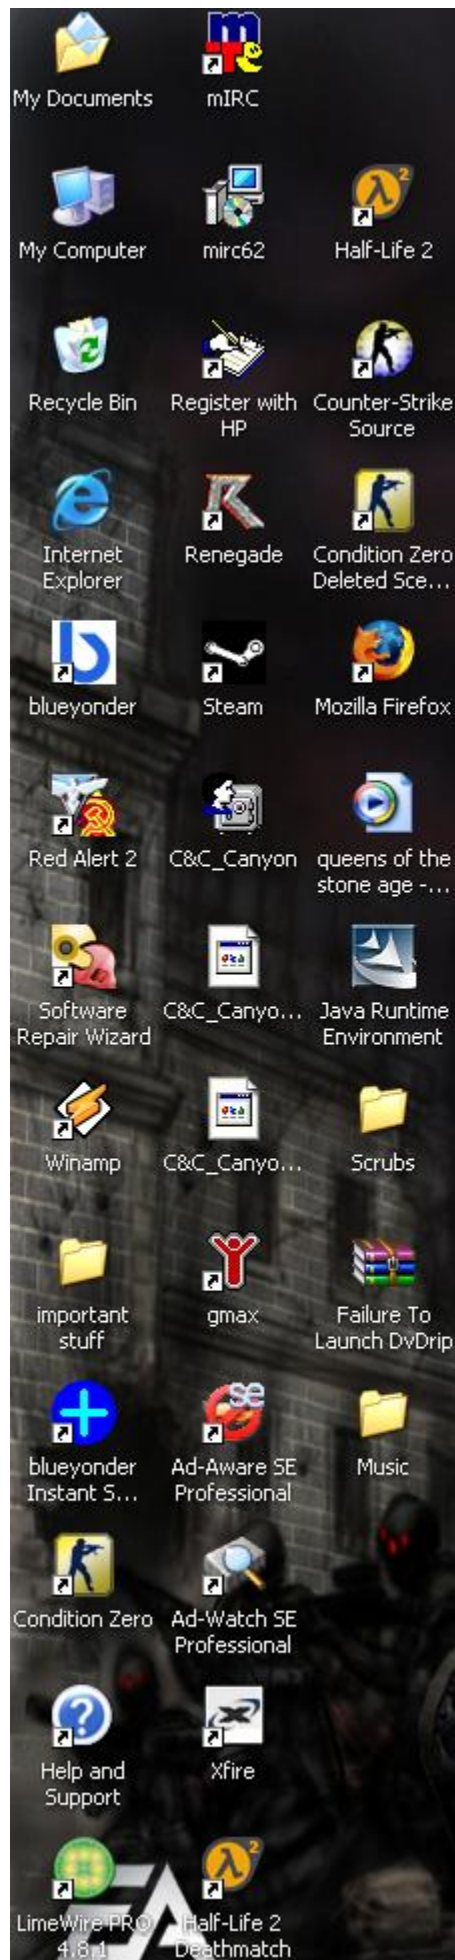 My Documents
mIRC
My Computer
mirc62
Half-Life 2
Recycle Bin
Register with
HP
Counter-Strike
Source
Internet
Explorer
Renegade
Condition Zero
Deleted Sce...
blueyonder
Steam
Mozilla Firefox
Red Alert 2
C&C_Canyon
queens of the
stone age -...
Software
Repair Wizard
C&C_Canyo...
Java Runtime
Environment
Winamp
C&C_Canyo...
Scrubs
important
stuff
gmax
Failure To
Launch DvDrip
blueyonder
Instant S...
Ad-Aware SE
Professional
Music
Condition Zero
Ad-Watch SE
Professional
Help and
Support
Xfire
LimeWire PRO
4.8.1
Half-Life 2
Deathmatch
EA